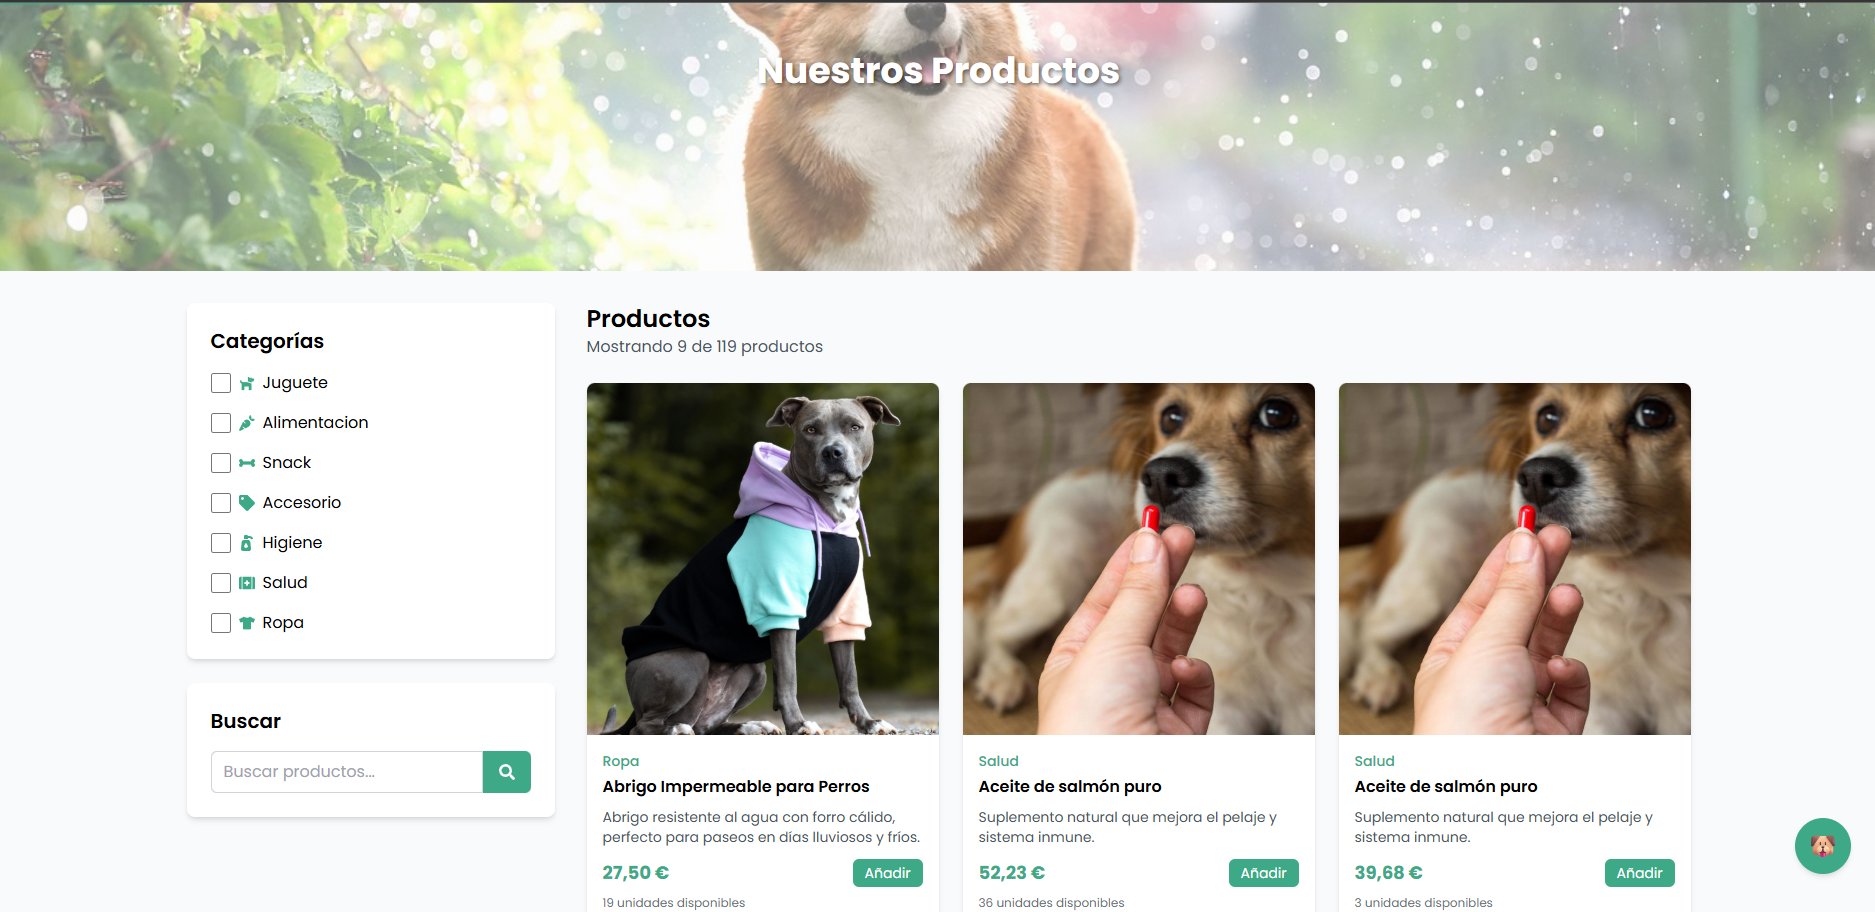 Nuestros Productos
Categorías
Juguete
Alimentacion
Snack
Accesorio
Higiene
Salud
Ropa
Buscar
Buscar productos...
Productos
Mostrando 9 de 119 productos
Ropa
Abrigo Impermeable para Perros
Abrigo resistente al agua con forro cálido,
perfecto para paseos en días lluviosos y fríos.
27,50 €
Añadir
19 unidades disponibles
Salud
Aceite de salmón puro
Suplemento natural que mejora el pelaje y
sistema inmune.
52,23 €
Añadir
36 unidades disponibles
Salud
Aceite de salmón puro
Suplemento natural que mejora el pelaje y
sistema inmune.
39,68 €
Añadir
3 unidades disponibles